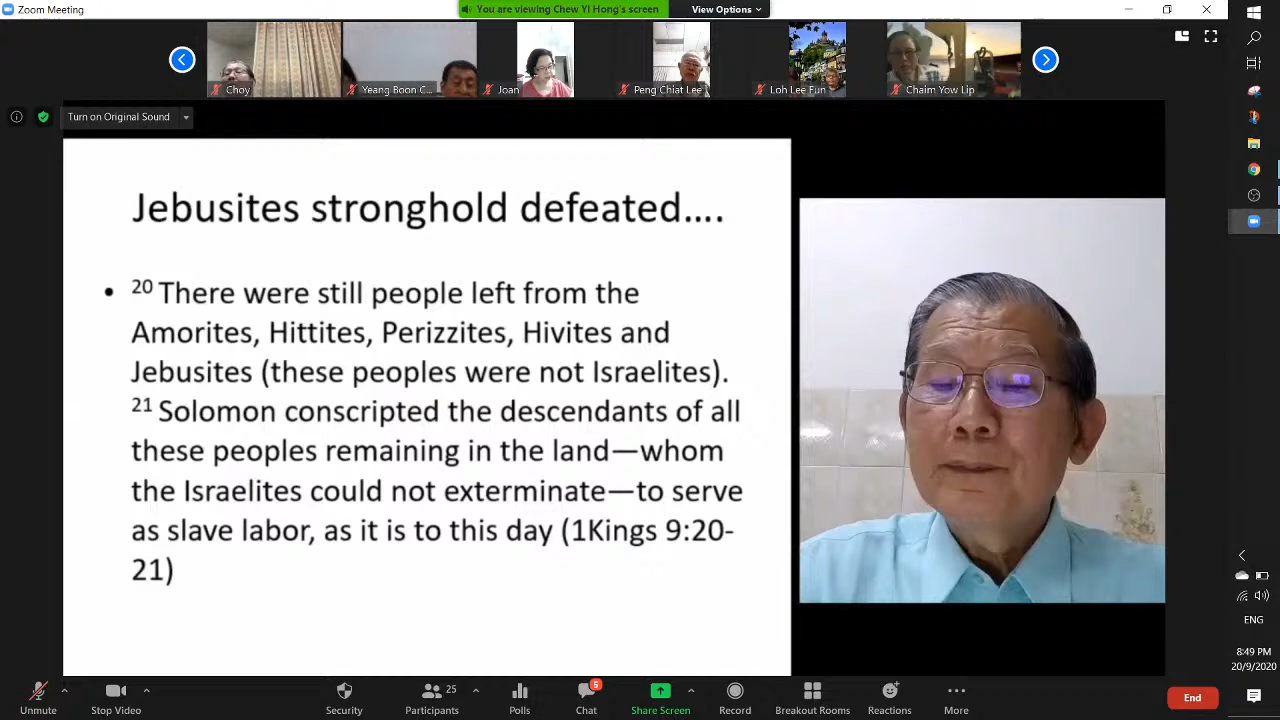 Zoom Meeting
You are viewing Chew YI Hong's screen
View Options
Choy
Yeang Boon C...
Joan
Peng Chiat Lee
Loh Lee Fun
Chaim Yow Lip
Turn on Original Sound
Jebusites stronghold defeated....
• 20 There were still people left from the
Amorites, Hittites, Perizzites, Hivites and
Jebusites (these peoples were not Israelites).
21 Solomon conscripted the descendants of all
these peoples remaining in the land—whom
the Israelites could not exterminate—to serve
as slave labor, as it is to this day (1Kings 9:20-
21)
ENG
8:49 PM
20/9/2020
Unmute
Stop Video
Security
Participants
25
Polls
Chat
5
Share Screen
Record
Breakout Rooms
Reactions
More
End